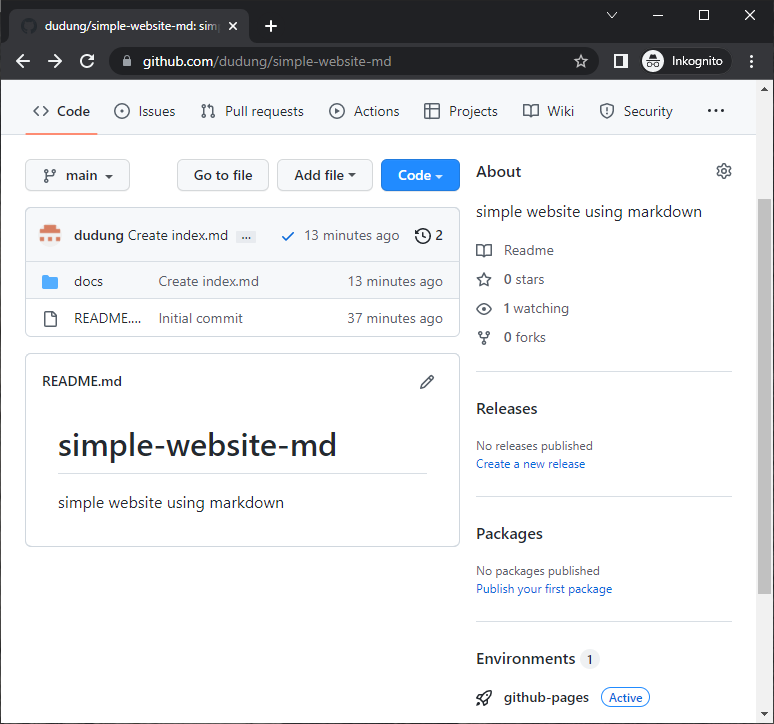 dudung/simple-website-md: sim
github.com/dudung/simple-website-md
Inkognito
Code Issues Pull requests Actions Projects Wiki Security ...
main Go to file Add file Code
dudung Create index.md ... 13 minutes ago 2
docs Create index.md 13 minutes ago
README.... Initial commit 37 minutes ago
README.md
simple-website-md
simple website using markdown
About
simple website using markdown
Readme
0 stars
1 watching
0 forks
Releases
No releases published
Create a new release
Packages
No packages published
Publish your first package
Environments 1
github-pages Active